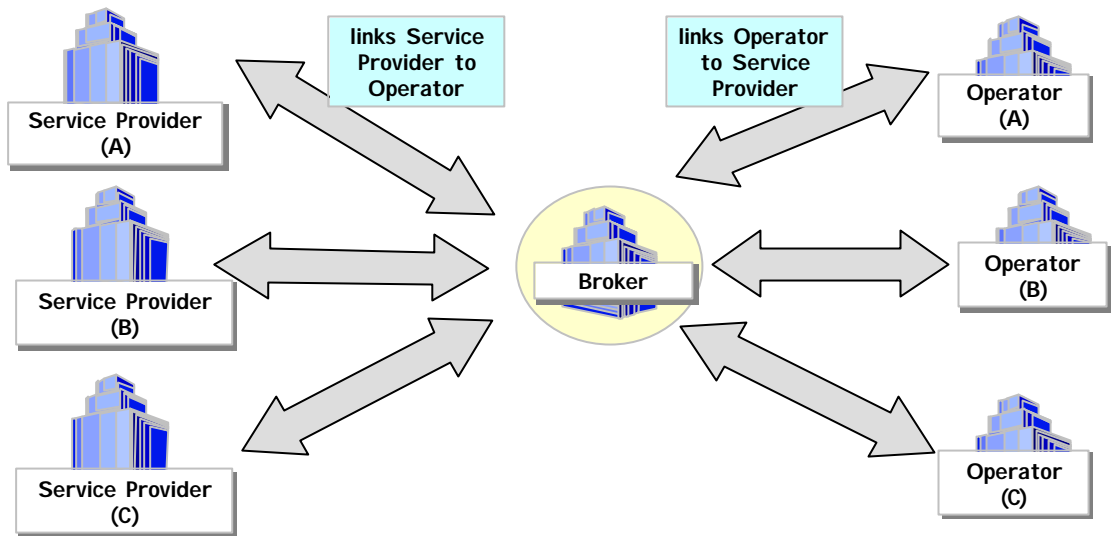 links Service
Provider to
Operator
links Operator
to Service
Provider
Service Provider
(A)
Operator
(A)
Broker
Service Provider
(B)
Operator
(B)
Service Provider
(C)
Operator
(C)